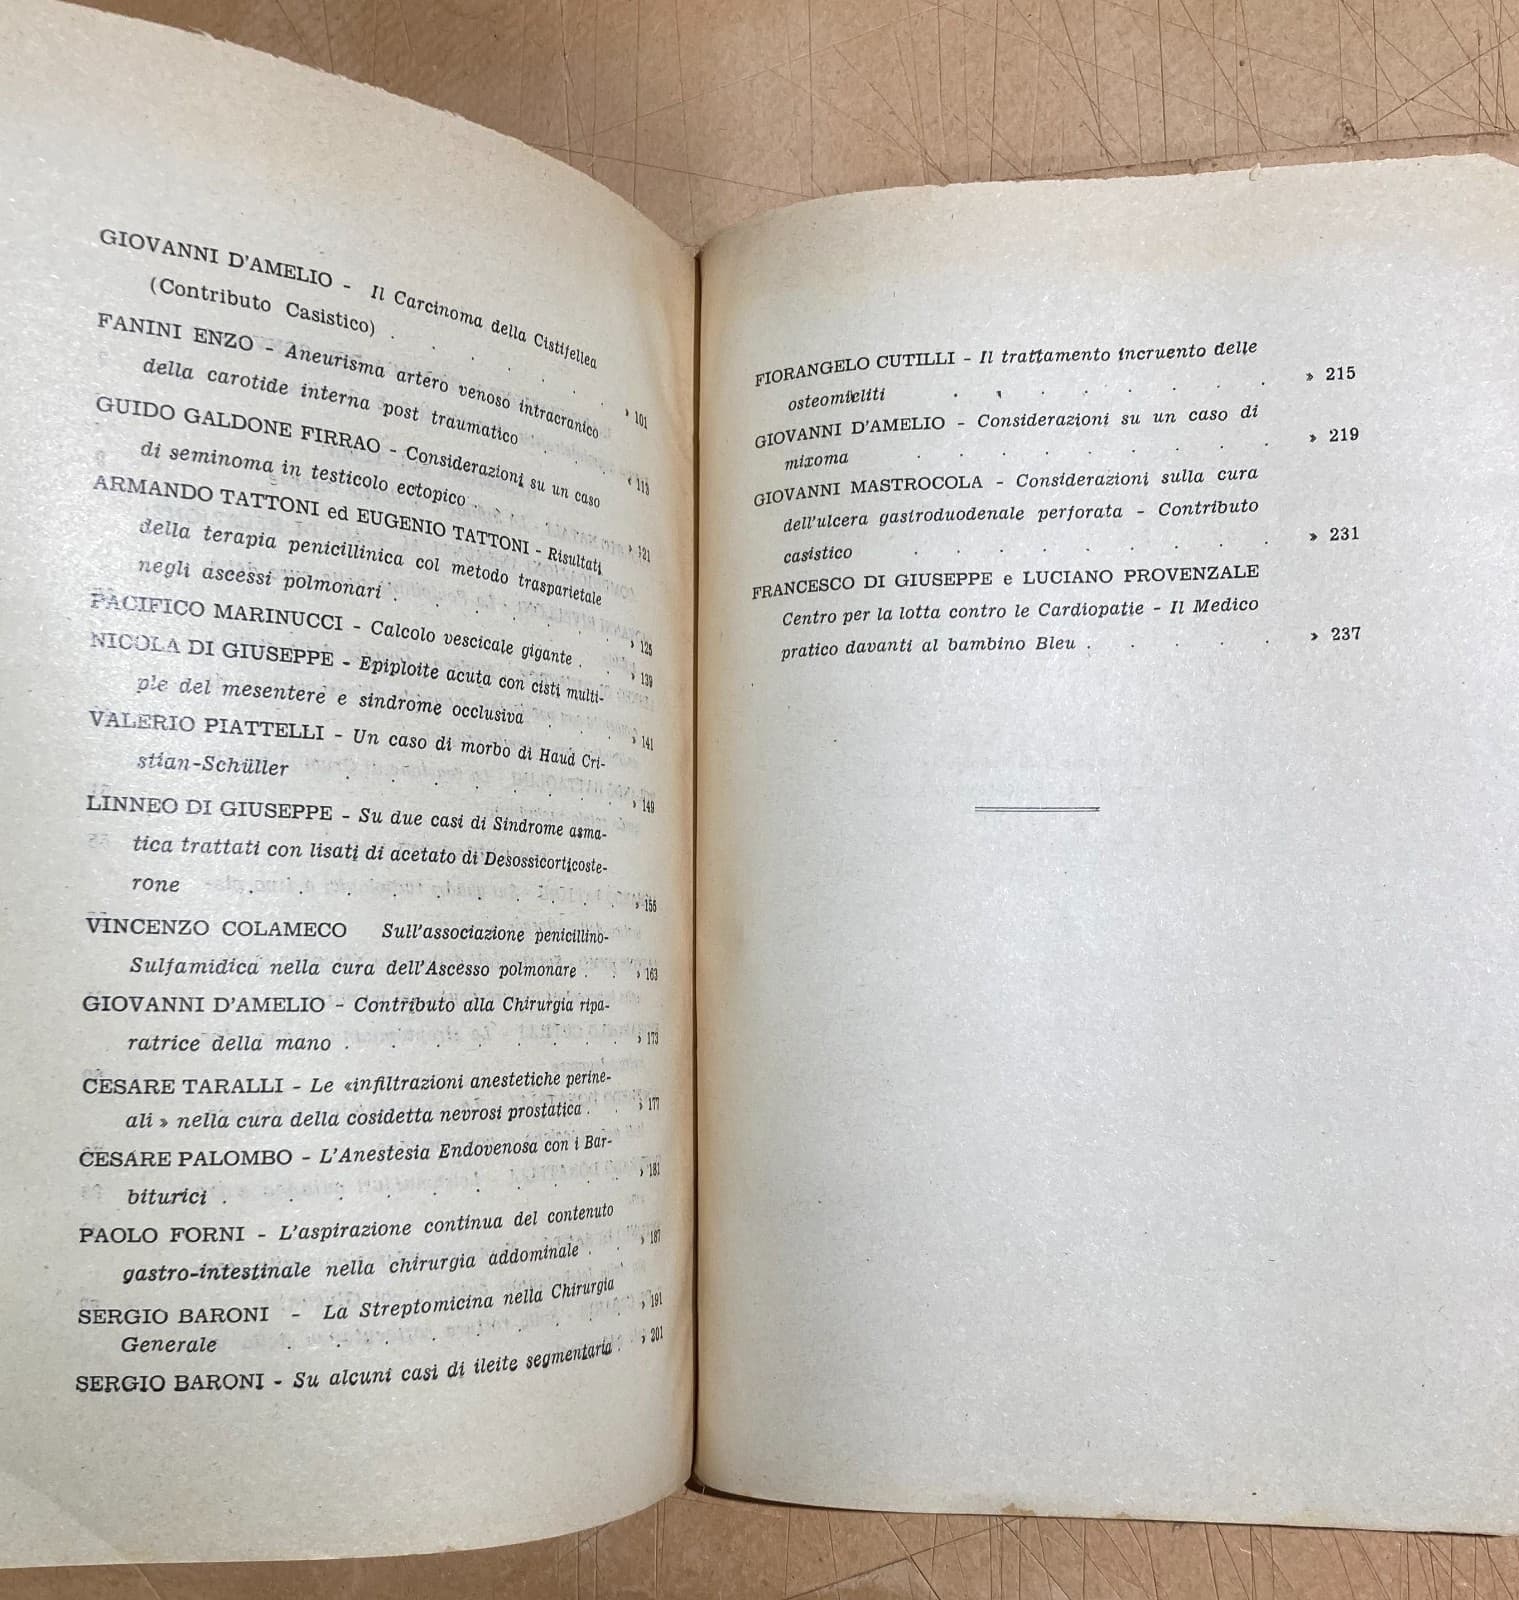 GIOVANNI D'AMELIO - Il Carcinoma della Cistifellea
(Contributo Casistico) . . . . . . » 101
FANINI ENZO - Aneurisma artero venoso intracranico
della carotide interna post traumatico . . . « 113
GUIDO GALDONE FIRRAO - Considerazioni su un caso
di seminoma in testicolo ectopico . . . . » 121
ARMANDO TATTONI ed EUGENIO TATTONI - Risultati
della terapia penicillinica col metodo trasparietale
negli ascessi polmonari . . . . . . » 125
PACIFICO MARINUCCI - Calcolo vescicale gigante . . » 139
NICOLA DI GIUSEPPE - Epiploite acuta con cisti multi-
ple del mesentere e sindrome occlusiva . . . » 141
VALERIO PIATTELLI - Un caso di morbo di Haud Cri-
stian-Schüller . . . . . . . » 149
LINNEO DI GIUSEPPE - Su due casi di Sindrome asma-
tica trattati con lisati di acetato di Desossicorticoste-
rone . . . . . . . . . » 155
VINCENZO COLAMECO Sull'associazione penicillino-
Sulfamidica nella cura dell'Ascesso polmonare . . » 163
GIOVANNI D'AMELIO - Contributo alla Chirurgia ripa-
ratrice della mano . . . . . . . » 173
CESARE TARALLI - Le «infiltrazioni anestetiche perine-
ali» nella cura della cosidetta nevrosi prostatica . . » 177
CESARE PALOMBO - L'Anestesia Endovenosa con i Bar-
biturici . . . . . . . . . » 181
PAOLO FORNI - L'aspirazione continua del contenuto
gastro-intestinale nella chirurgia addominale . . » 187
SERGIO BARONI - La Streptomicina nella Chirurgia
Generale . . . . . . . . » 191
SERGIO BARONI - Su alcuni casi di ileite segmentaria . » 201
FIORANGELO CUTILLI - Il trattamento incruento delle
osteomieliti . . . . . . . » 215
GIOVANNI D'AMELIO - Considerazioni su un caso di
mixoma . . . . . . . . . » 219
GIOVANNI MASTROCOLA - Considerazioni sulla cura
dell'ulcera gastroduodenale perforata - Contributo
casistico . . . . . . . . . » 231
FRANCESCO DI GIUSEPPE e LUCIANO PROVENZALE
Centro per la lotta contro le Cardiopatie - Il Medico
pratico davanti al bambino Bleu . . . . . » 237